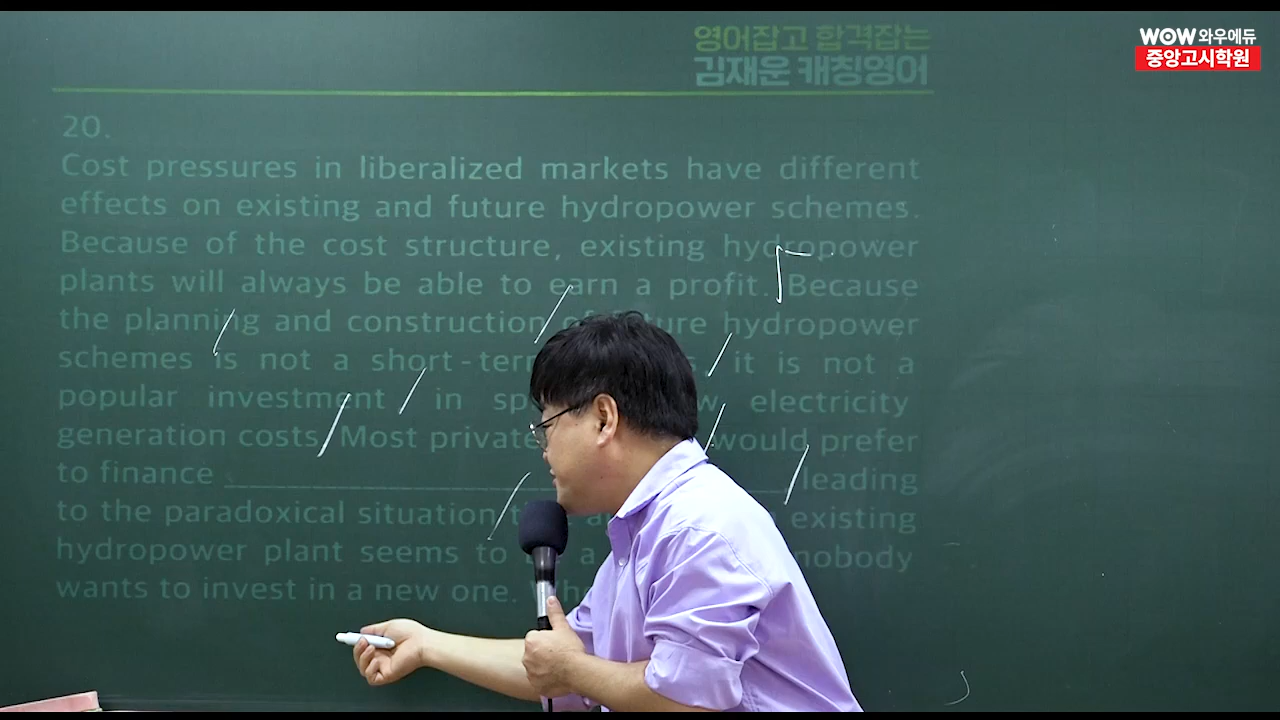 영어잡고 합격잡는
김재운 캐칭영어
WOW 와우에듀
중앙고시학원
20.
Cost pressures in liberalized markets have different
effects on existing and future hydropower schemes.
Because of the cost structure, existing hydropower
plants will always be able to earn a profit. Because
the planning and construction hydropower
schemes is not a short-term it is not a
popular investment in electricity
generation costs. Most private would prefer
to finance ____ leading
to the paradoxical situation existing
hydropower plant seems to a nobody
wants to invest in a new one.